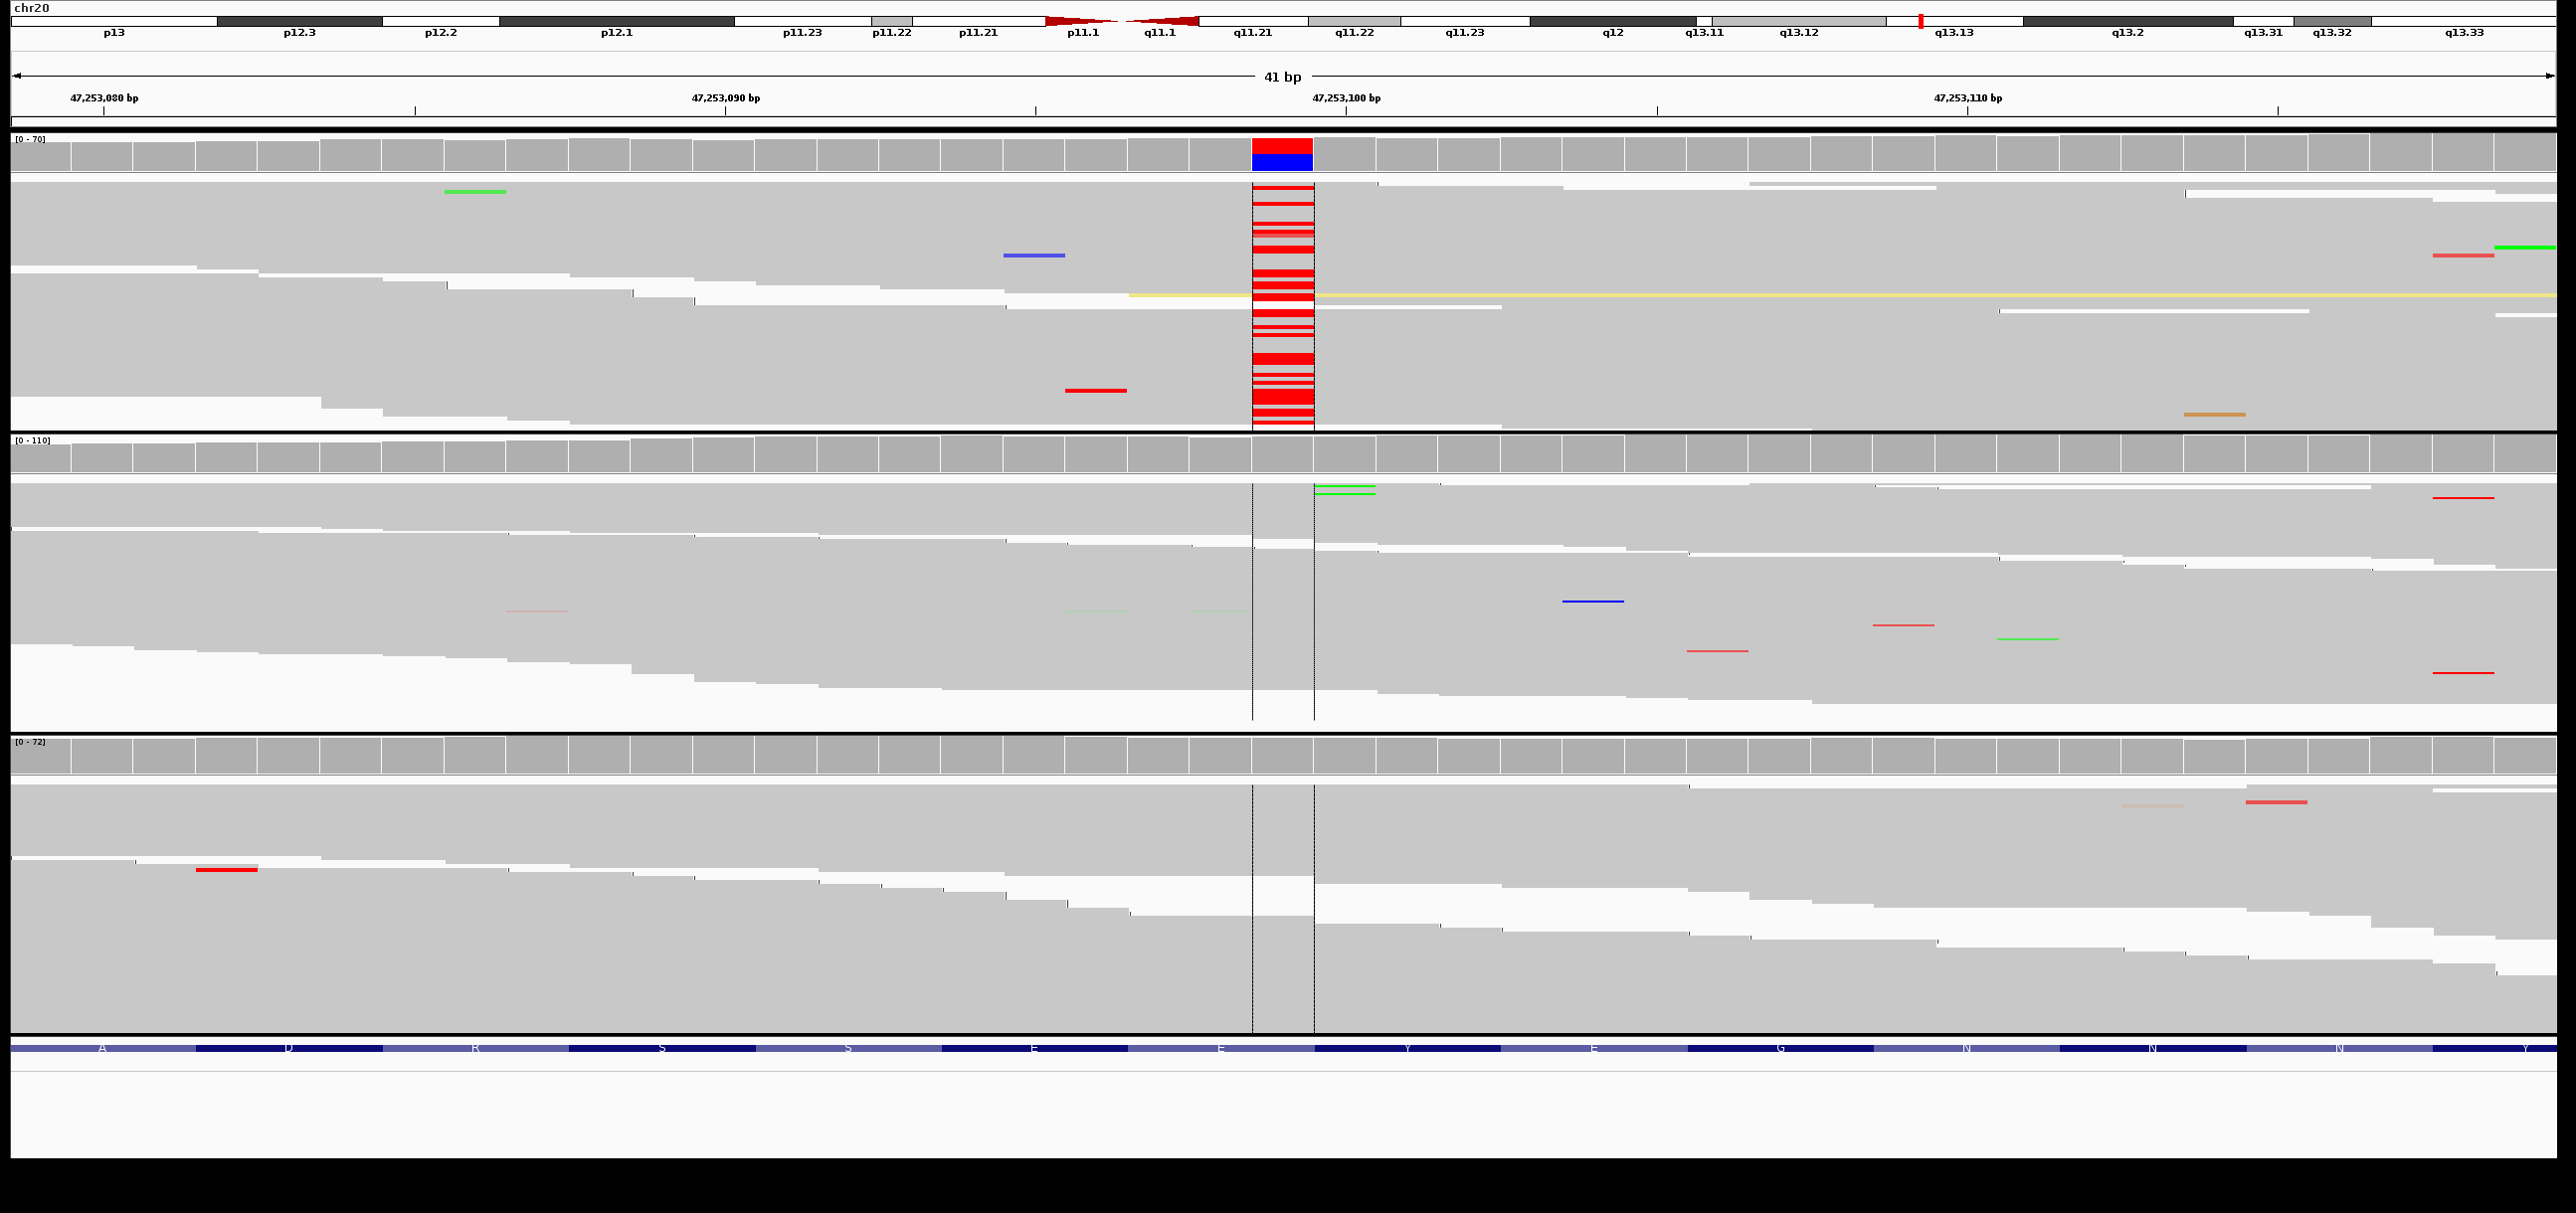 chr20
p13 p12.3 p12.2 p12.1 p11.23 p11.22 p11.21 p11.1 q11.1 q11.21 q11.22 q11.23 q12 q13.11 q13.12 q13.13 q13.2 q13.31 q13.32 q13.33
41 bp
47,253,080 bp 47,253,090 bp 47,253,100 bp 47,253,110 bp
[0 - 70]
[0 - 110]
[0 - 72]
A D R S S E E Y E G N N N Y